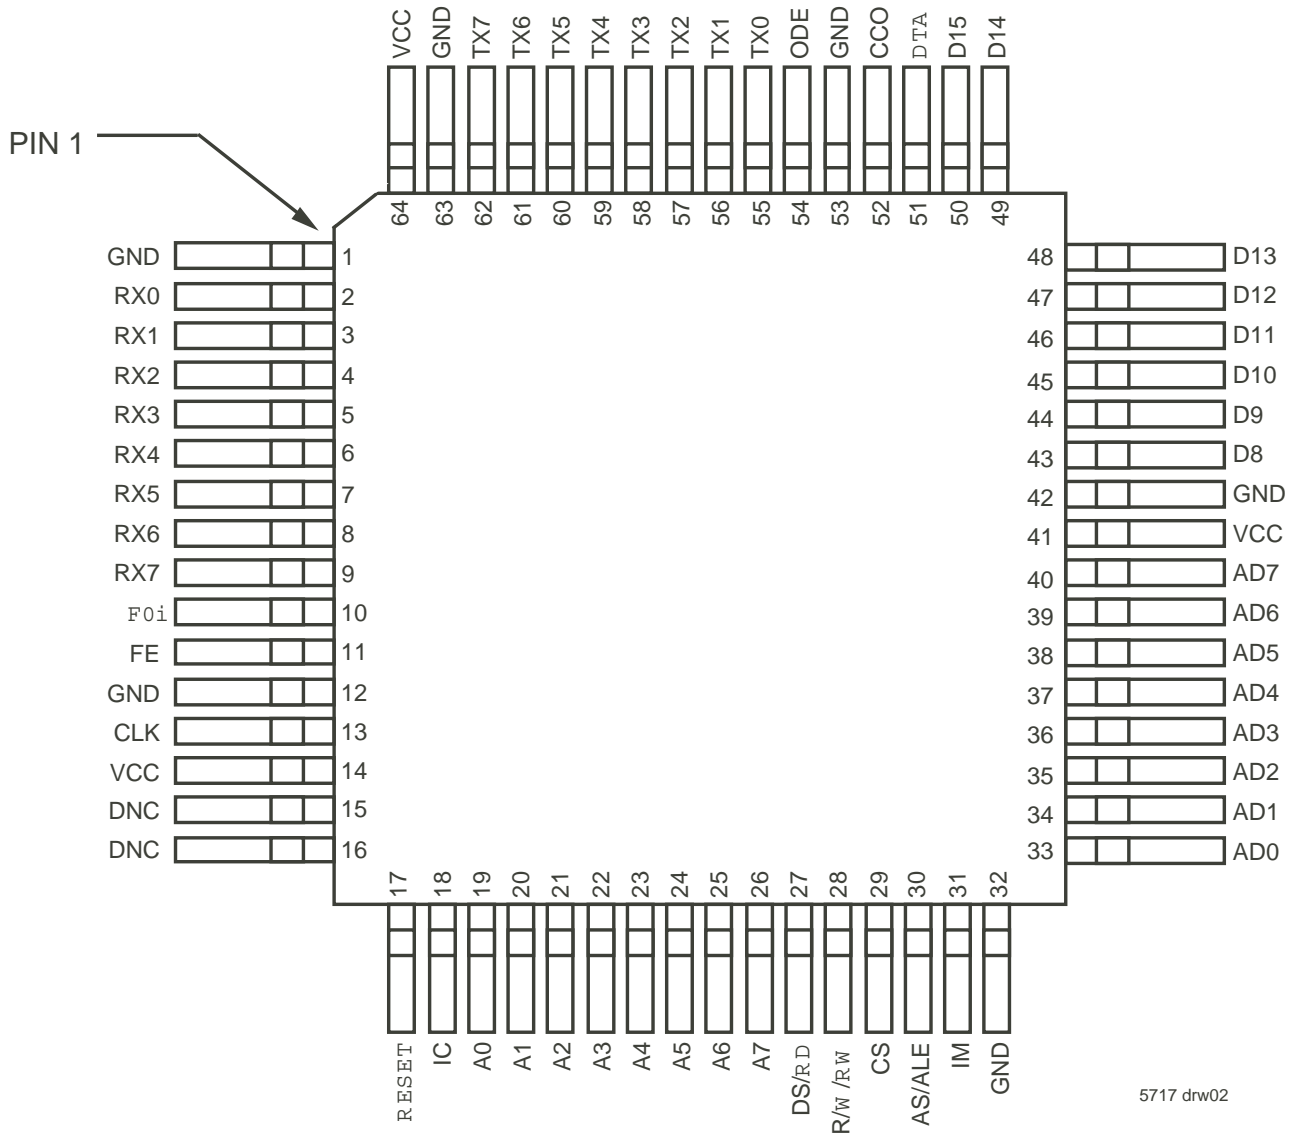 VCC
GND
TX7
TX6
TX5
TX4
TX3
TX2
TX1
TX0
ODE
GND
CCO
DTA
D15
D14
PIN 1
64
63
62
61
60
59
58
57
56
55
54
53
52
51
50
49
GND 1
RX0 2
RX1 3
RX2 4
RX3 5
RX4 6
RX5 7
RX6 8
RX7 9
F0i 10
FE 11
GND 12
CLK 13
VCC 14
DNC 15
DNC 16
48 D13
47 D12
46 D11
45 D10
44 D9
43 D8
42 GND
41 VCC
40 AD7
39 AD6
38 AD5
37 AD4
36 AD3
35 AD2
34 AD1
33 AD0
17
18
19
20
21
22
23
24
25
26
27
28
29
30
31
32
RESET
IC
A0
A1
A2
A3
A4
A5
A6
A7
DS/RD
R/W /RW
CS
AS/ALE
IM
GND
5717 drw02